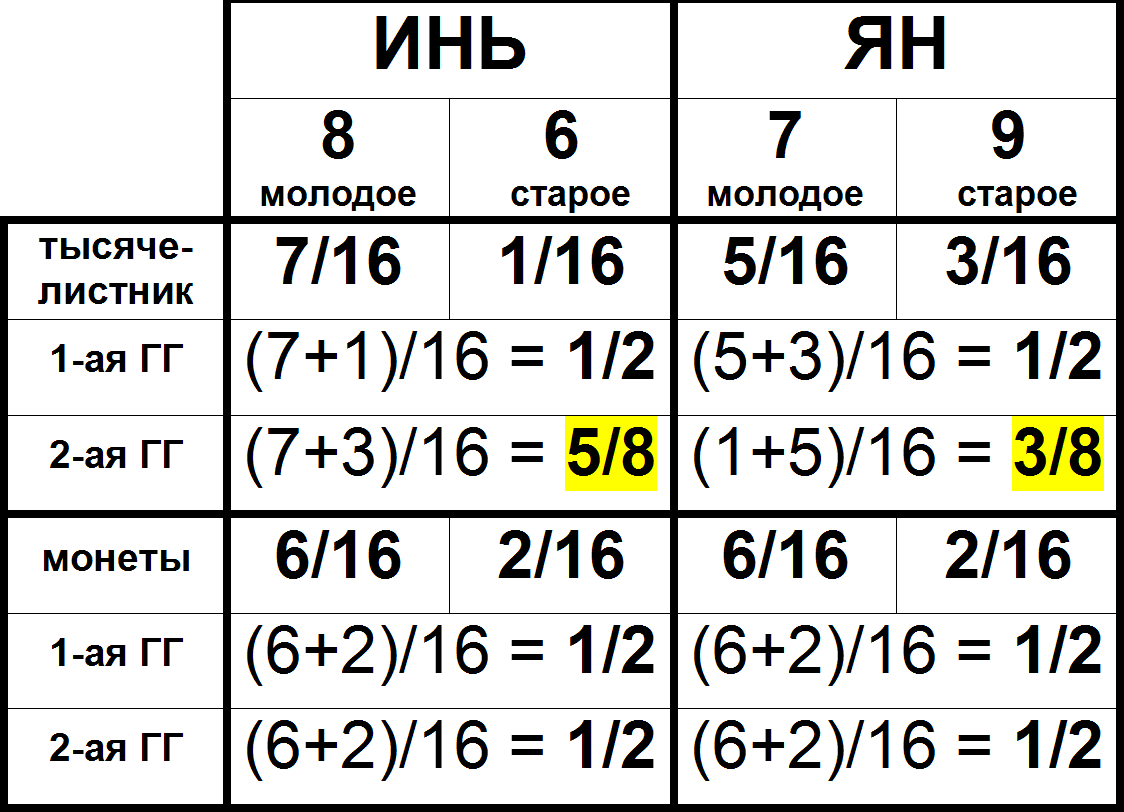 ИНЬ ЯН
8 6 7 9
молодое старое молодое старое
тысяче-
листник 7/16 1/16 5/16 3/16
1-ая ГГ (7+1)/16 = 1/2 (5+3)/16 = 1/2
2-ая ГГ (7+3)/16 = 5/8 (1+5)/16 = 3/8
монеты 6/16 2/16 6/16 2/16
1-ая ГГ (6+2)/16 = 1/2 (6+2)/16 = 1/2
2-ая ГГ (6+2)/16 = 1/2 (6+2)/16 = 1/2